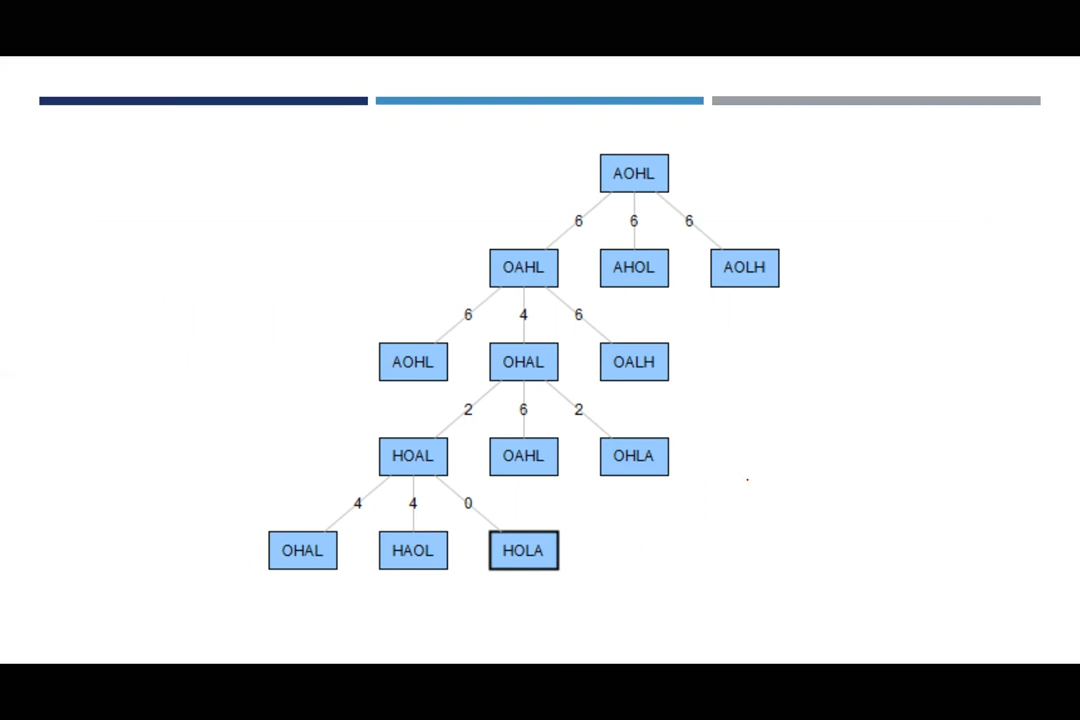 AOHL
6 6 6
OAHL AHOL AOLH
6 4 6
AOHL OHAL OALH
2 6 2
HOAL OAHL OHLA
4 4 0
OHAL HAOL HOLA